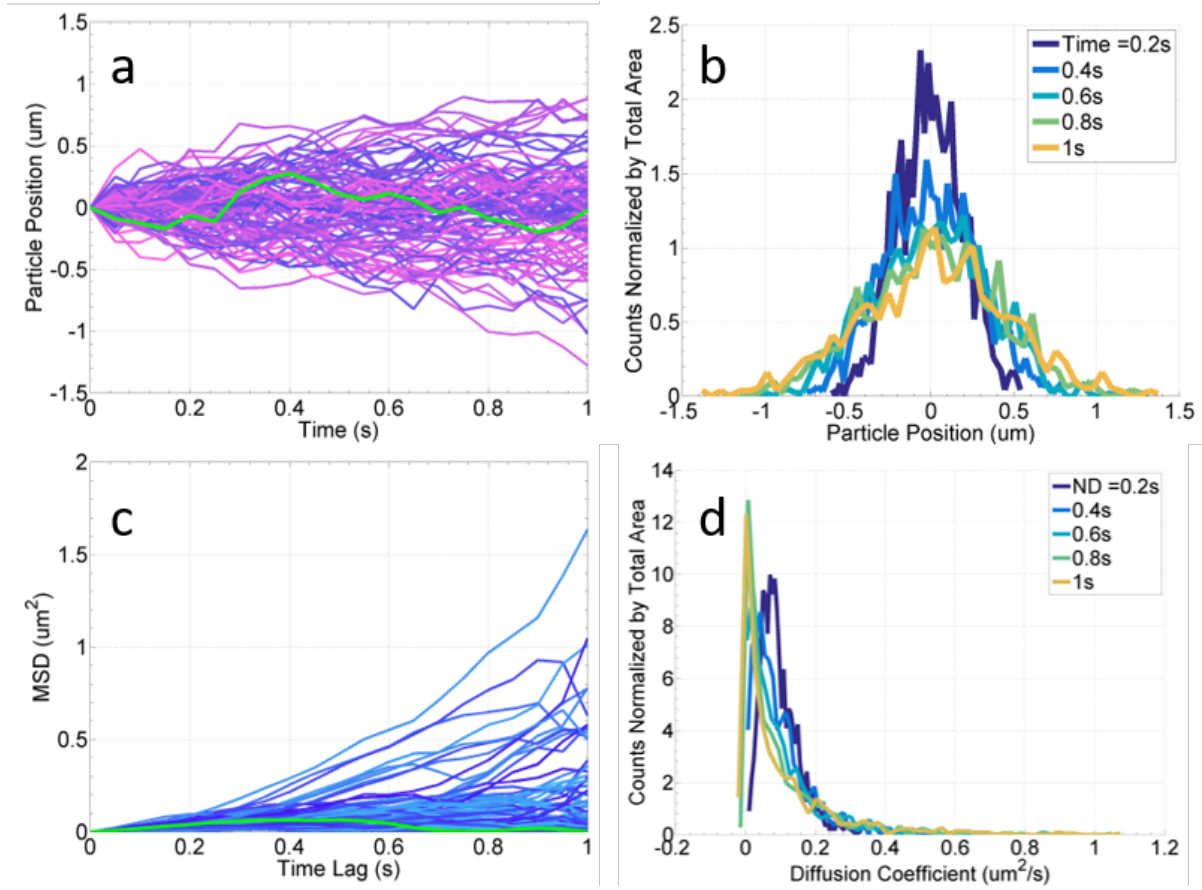 a
1.5
1
0.5
0
-0.5
-1
-1.5
Particle Position (um)
0
0.2
0.4
0.6
0.8
1
Time (s)
b
2.5
2
1.5
1
0.5
0
Counts Normalized by Total Area
Time =0.2s
0.4s
0.6s
0.8s
1s
-1.5
-1
-0.5
0
0.5
1
1.5
Particle Position (um)
c
2
1.5
1
0.5
0
MSD (um²)
0
0.2
0.4
0.6
0.8
1
Time Lag (s)
d
14
12
10
8
6
4
2
0
Counts Normalized by Total Area
ND =0.2s
0.4s
0.6s
0.8s
1s
-0.2
0
0.2
0.4
0.6
0.8
1
1.2
Diffusion Coefficient (um²/s)